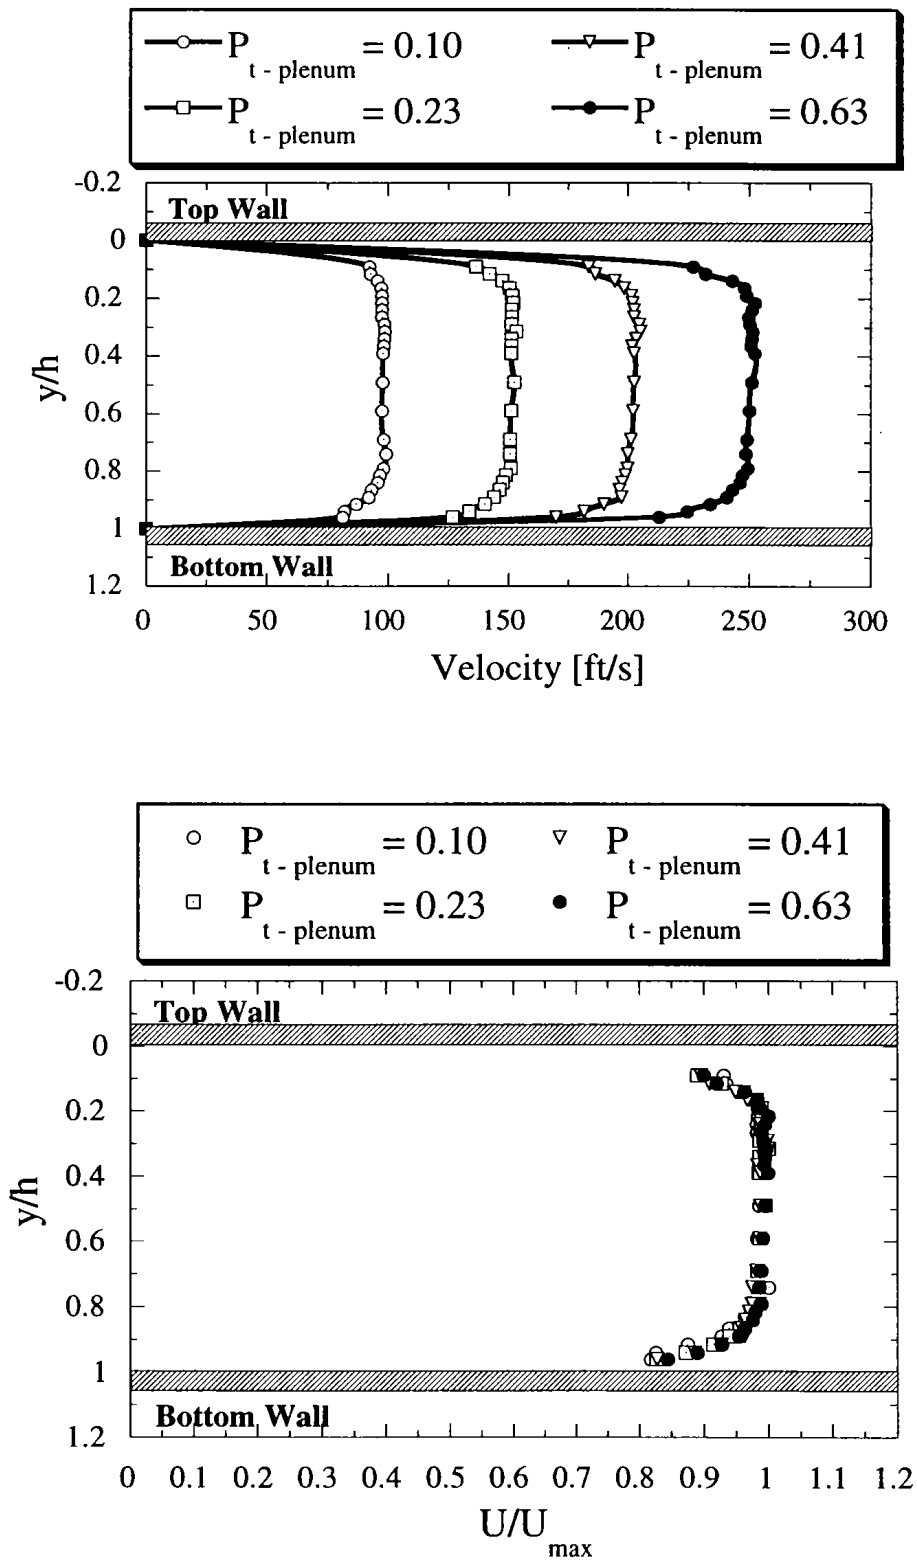 P t - plenum = 0.10 P t - plenum = 0.41
P t - plenum = 0.23 P t - plenum = 0.63
-0.2
Top Wall
0
0.2
0.4
y/h
0.6
0.8
1
Bottom Wall
1.2
0 50 100 150 200 250 300
Velocity [ft/s]
P t - plenum = 0.10 P t - plenum = 0.41
P t - plenum = 0.23 P t - plenum = 0.63
-0.2
Top Wall
0
0.2
0.4
y/h
0.6
0.8
1
Bottom Wall
1.2
0 0.1 0.2 0.3 0.4 0.5 0.6 0.7 0.8 0.9 1 1.1 1.2
U/U max